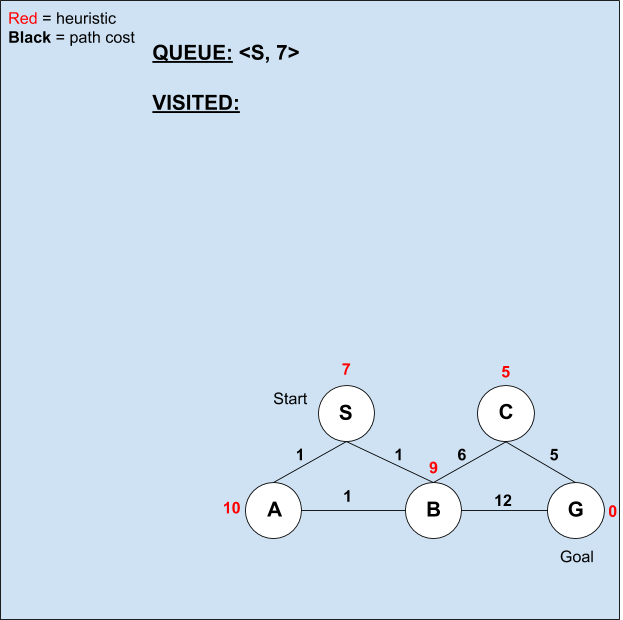 Red = heuristic
Black = path cost
QUEUE: <S, 7>
VISITED:
7
5
Start
S
C
1
1
9
6
5
10
A
1
B
12
G
0
Goal